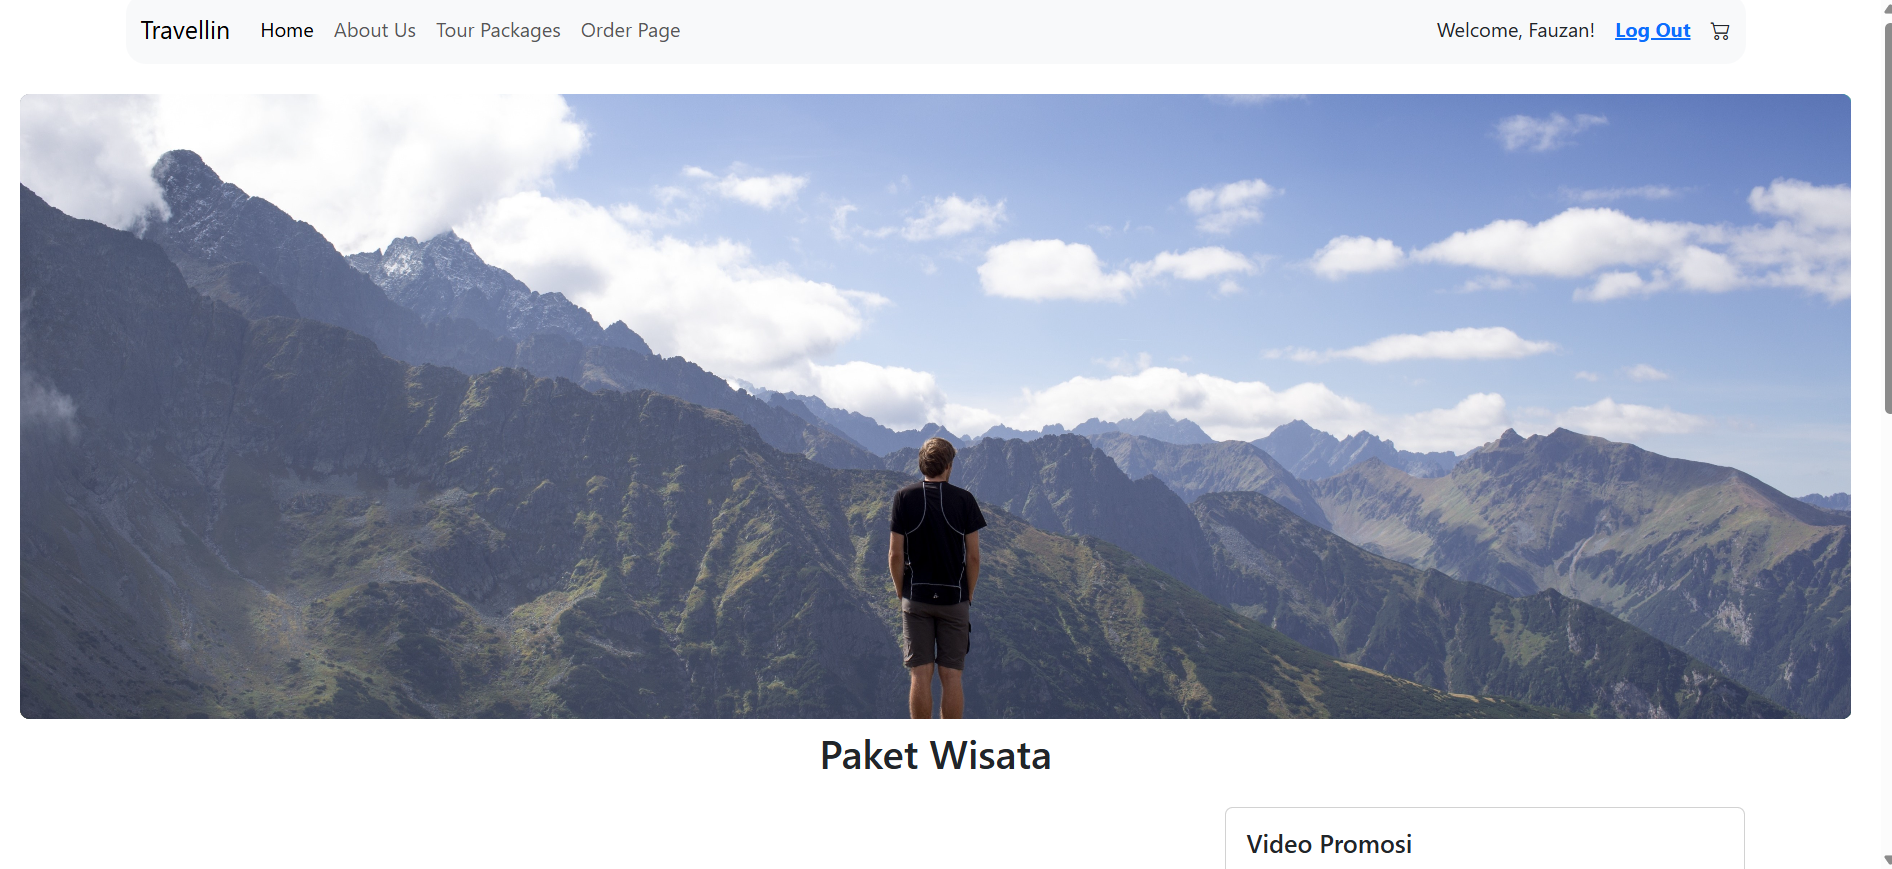 Travellin Home About Us Tour Packages Order Page Welcome, Fauzan! Log Out
Paket Wisata
Video Promosi